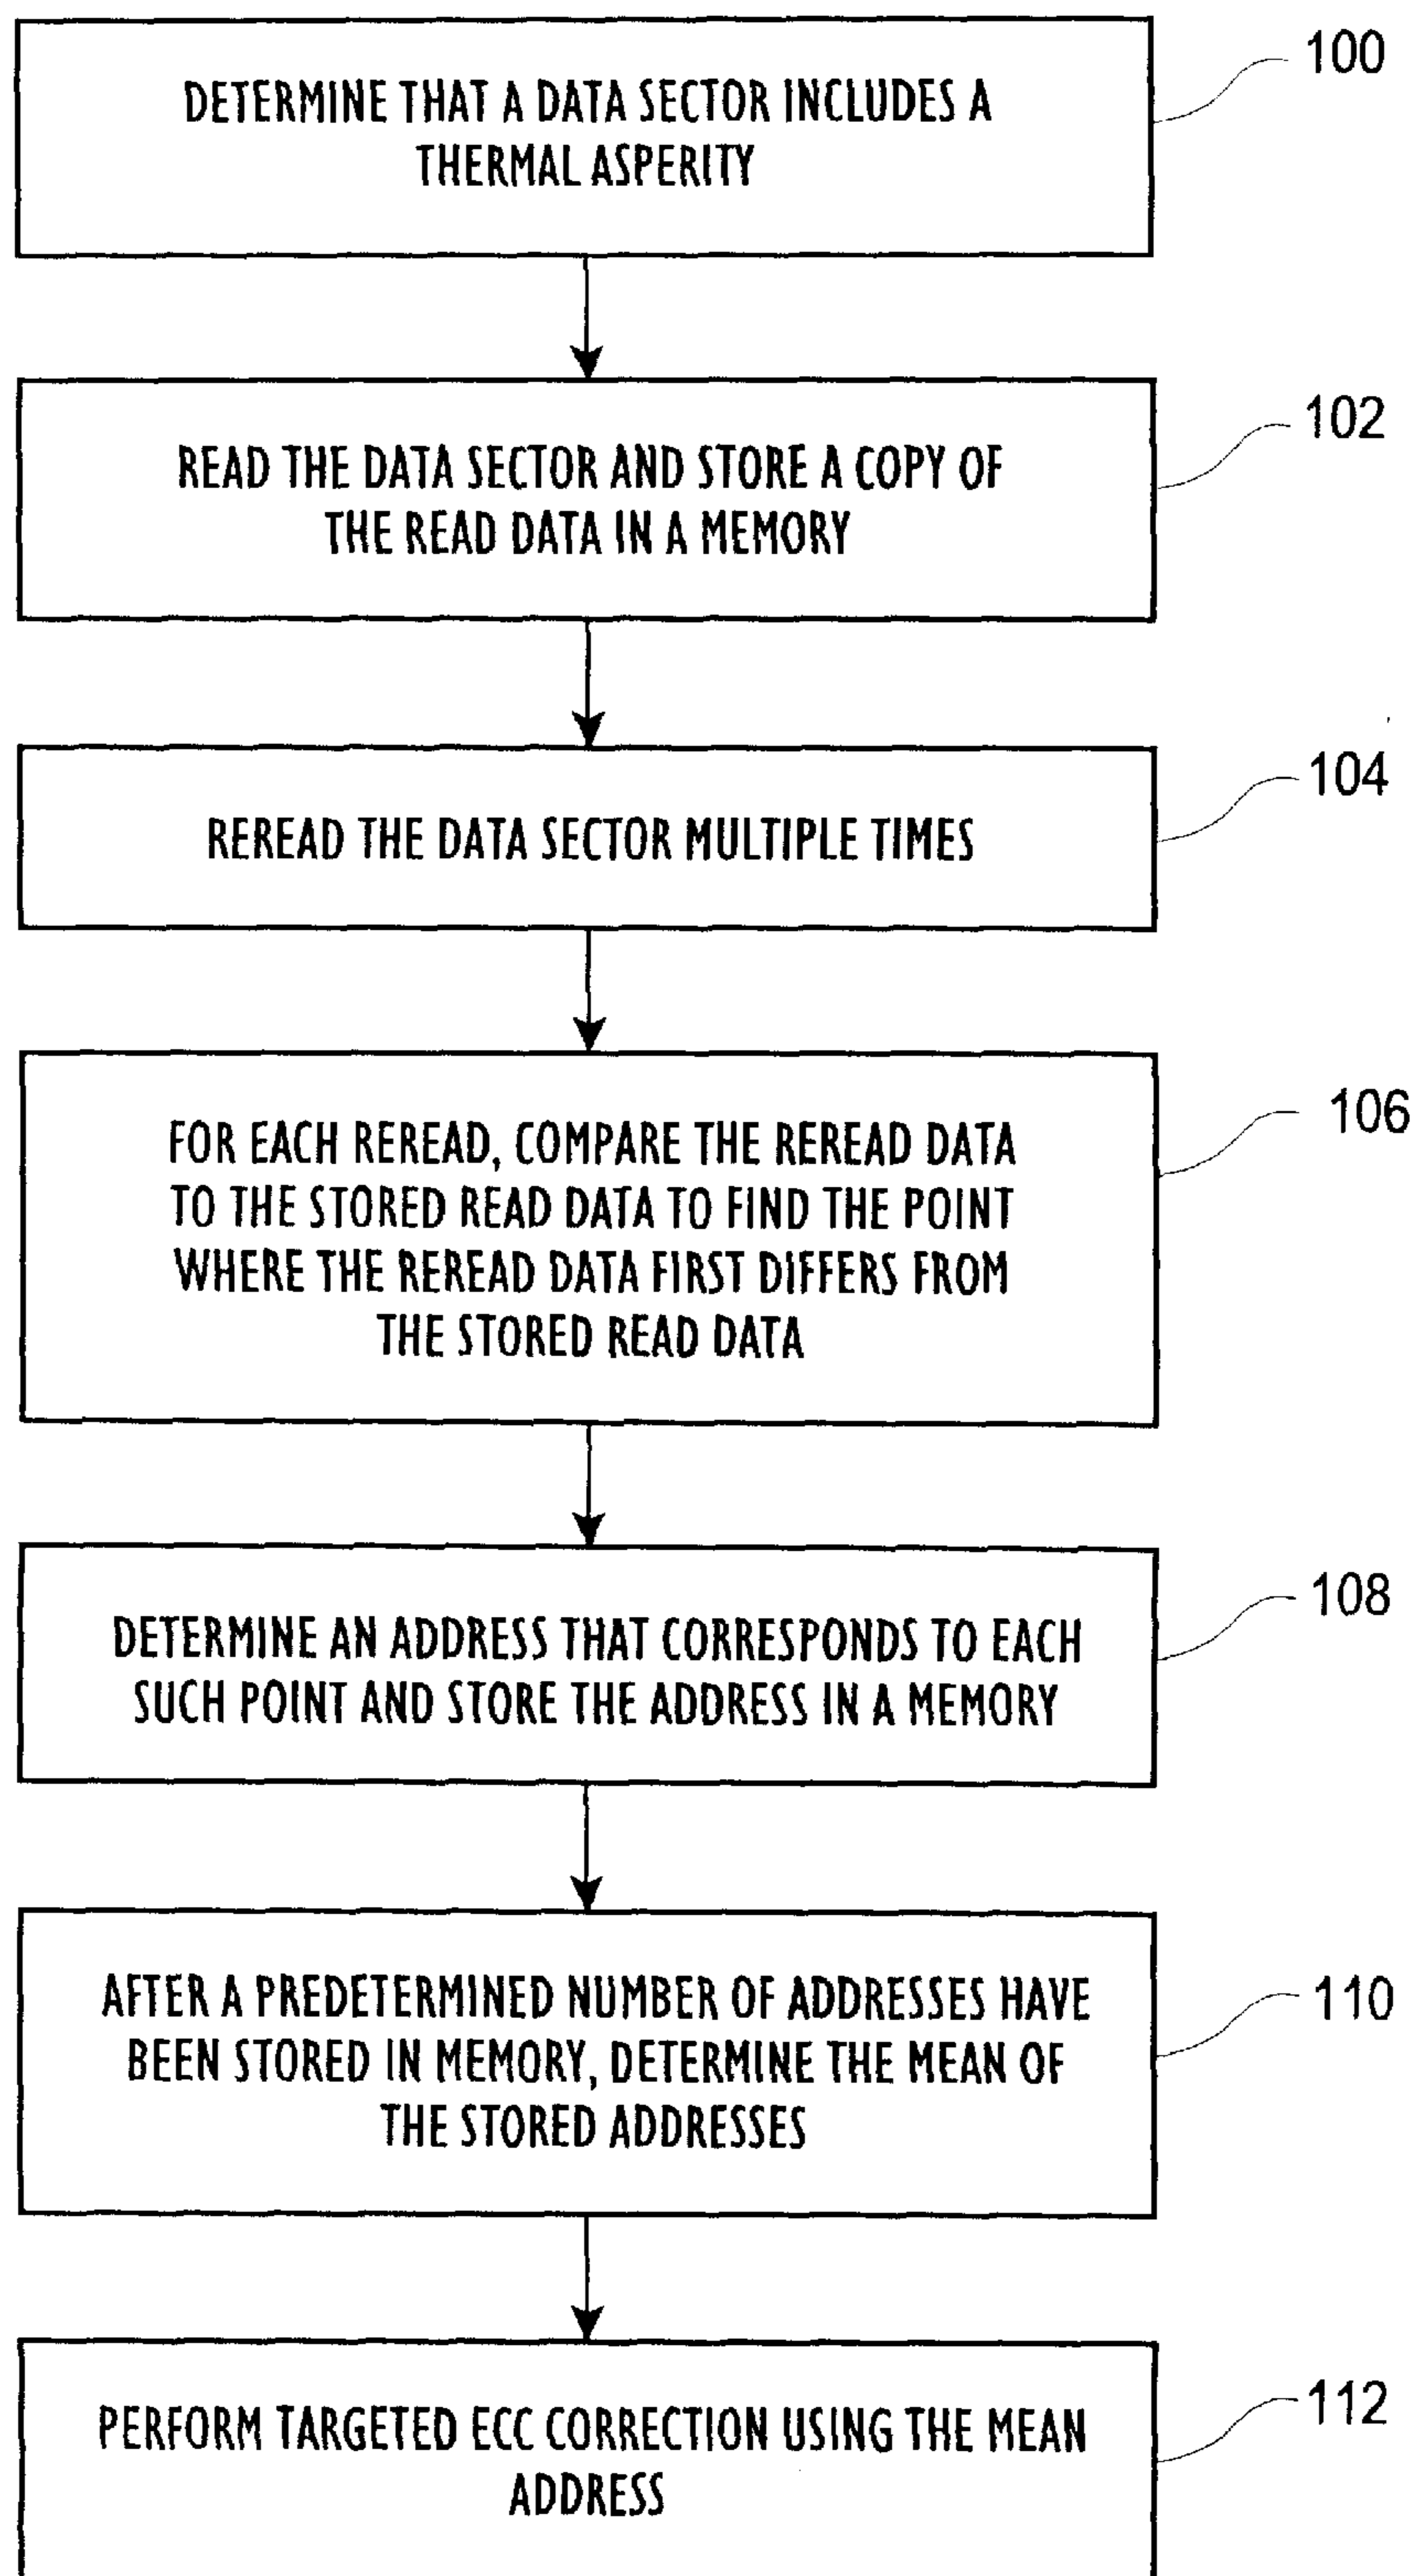 100
DETERMINE THAT A DATA SECTOR INCLUDES A
THERMAL ASPERITY
102
READ THE DATA SECTOR AND STORE A COPY OF
THE READ DATA IN A MEMORY
104
REREAD THE DATA SECTOR MULTIPLE TIMES
106
FOR EACH REREAD, COMPARE THE REREAD DATA
TO THE STORED READ DATA TO FIND THE POINT
WHERE THE REREAD DATA FIRST DIFFERS FROM
THE STORED READ DATA
108
DETERMINE AN ADDRESS THAT CORRESPONDS TO EACH
SUCH POINT AND STORE THE ADDRESS IN A MEMORY
110
AFTER A PREDETERMINED NUMBER OF ADDRESSES HAVE
BEEN STORED IN MEMORY, DETERMINE THE MEAN OF
THE STORED ADDRESSES
112
PERFORM TARGETED ECC CORRECTION USING THE MEAN
ADDRESS